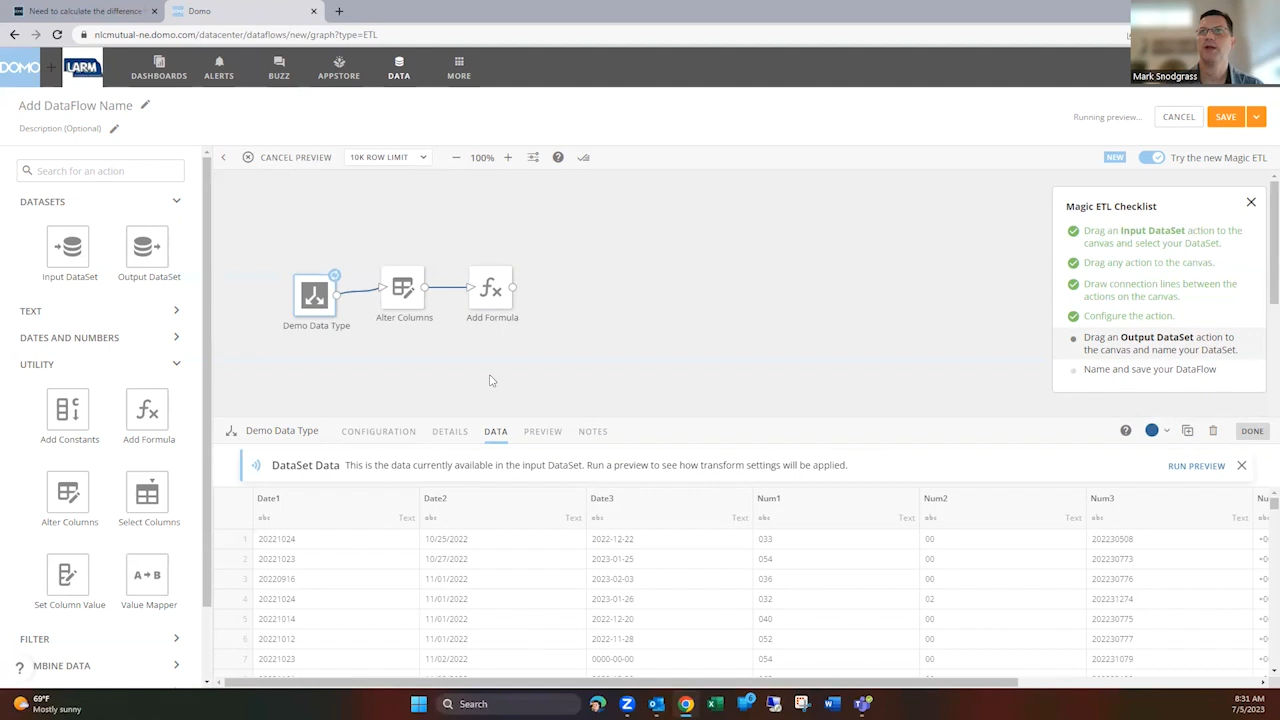 Need to calculate the difference
Domo
nlcmutual-ne.domo.com/datacenter/dataflows/new/graph?type=ETL
Mark Snodgrass
DOMO
LARM
DASHBOARDS
ALERTS
BUZZ
APPSTORE
DATA
MORE
Add DataFlow Name
Description (Optional)
Running preview...
CANCEL
SAVE
Search for an action
CANCEL PREVIEW
10K ROW LIMIT
100%
NEW
Try the new Magic ETL
DATASETS
Input DataSet
Output DataSet
TEXT
DATES AND NUMBERS
UTILITY
Add Constants
Add Formula
Alter Columns
Select Columns
Set Column Value
A B
Value Mapper
FILTER
MBINE DATA
Demo Data Type
Alter Columns
fx
Add Formula
Magic ETL Checklist
Drag an Input DataSet action to the
canvas and select your DataSet.
Drag any action to the canvas.
Draw connection lines between the
actions on the canvas.
Configure the action.
Drag an Output DataSet action to
the canvas and name your DataSet.
Name and save your DataFlow
Demo Data Type
CONFIGURATION
DETAILS
DATA
PREVIEW
NOTES
DONE
DataSet Data This is the data currently available in the input DataSet. Run a preview to see how transform settings will be applied.
RUN PREVIEW
Date1 Date2 Date3 Num1 Num2 Num3 Nu
abc Text abc Text abc Text abc Text abc Text abc Text abc
1 20221024 10/25/2022 2022-12-22 033 00 202230508 +0
2 20221023 10/27/2022 2023-01-25 054 00 202230773 +0
3 20220916 11/01/2022 2023-02-03 036 00 202230776 +0
4 20221024 11/01/2022 2023-01-26 032 02 202231274 +0
5 20221014 11/01/2022 2022-12-20 040 00 202230775 +0
6 20221012 11/01/2022 2022-11-28 052 00 202230777 +0
7 20221023 11/02/2022 0000-00-00 054 00 202231079 +0
69°F
Mostly sunny
Search
8:31 AM
7/5/2023